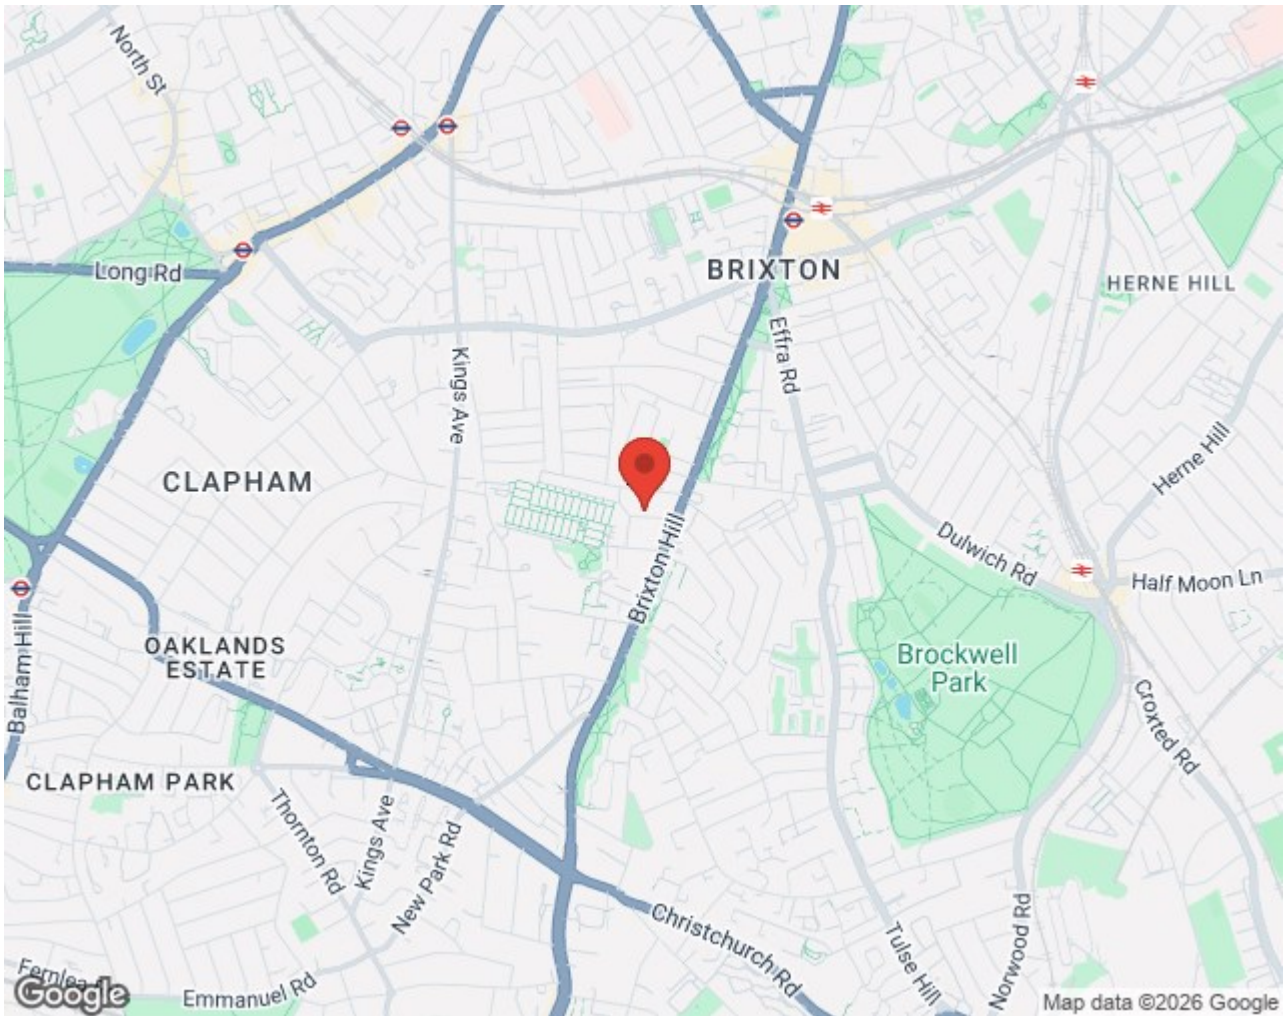 North St
Long Rd
BRIXTON
HERNE HILL
Effra Rd
Kings Ave
Herne Hill
CLAPHAM
Dulwich Rd
Brixton Hill
Half Moon Ln
Balham Hill
OAKLANDS
ESTATE
Brockwell
Park
Croxted Rd
CLAPHAM PARK
Thornton Rd
Kings Ave
New Park Rd
Christchurch Rd
Tulse Hill
Norwood Rd
Emmanuel Rd
Google
Map data ©2026 Google